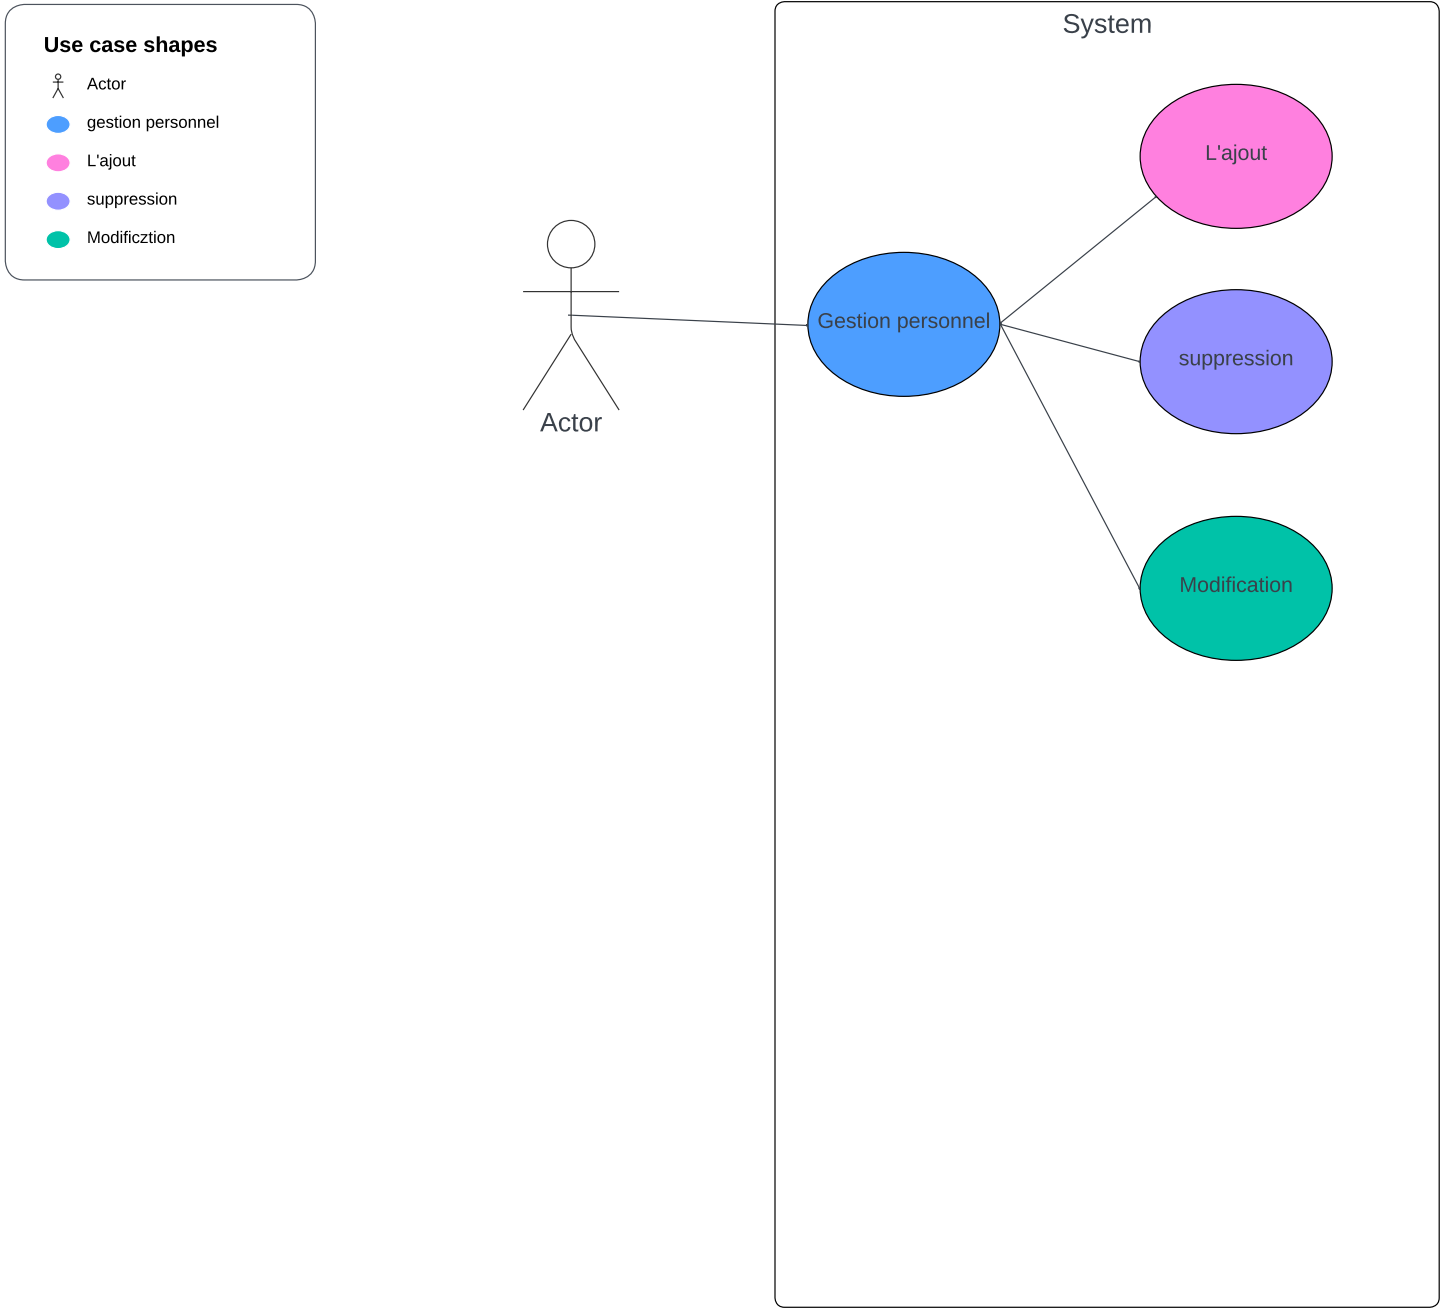 Use case shapes
Actor
gestion personnel
L'ajout
suppression
Modificztion
Actor
System
L'ajout
Gestion personnel
suppression
Modification